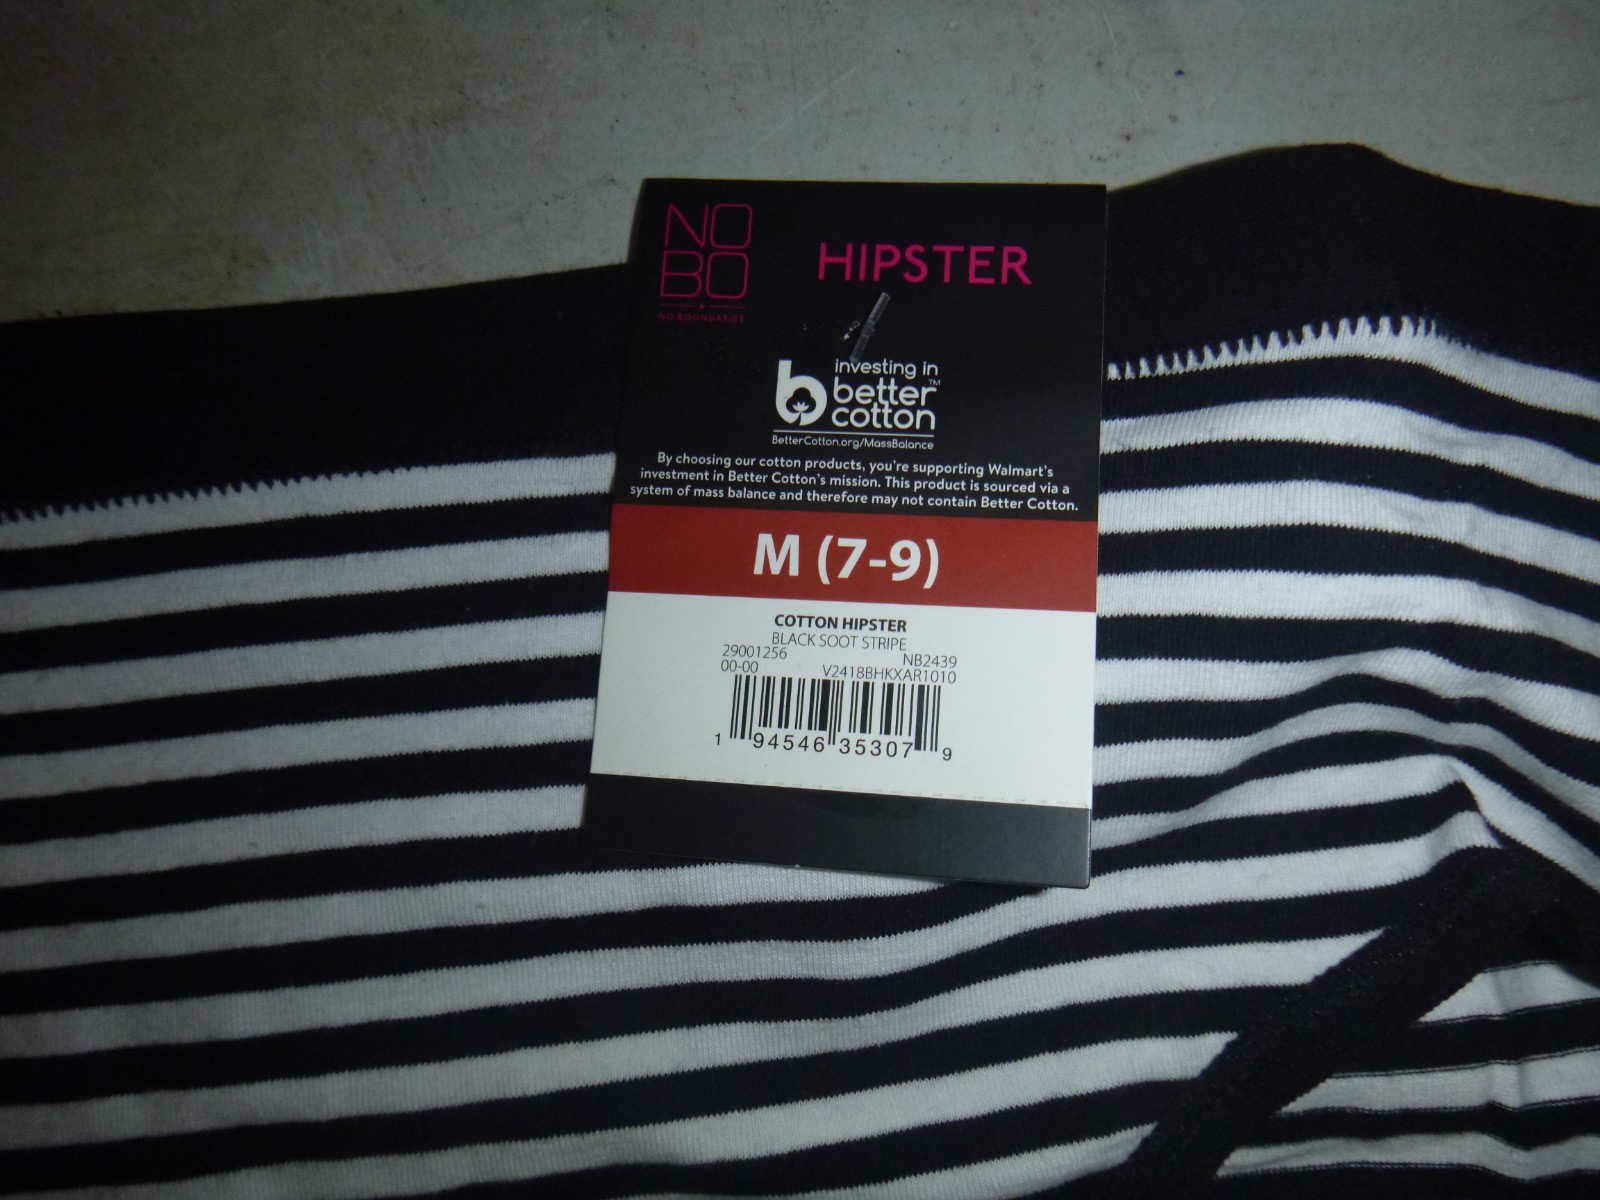 NO
BO
NO BOUNDARIES
HIPSTER
investing in
better™
cotton
BetterCotton.org/MassBalance
By choosing our cotton products, you're supporting Walmart's
investment in Better Cotton's mission. This product is sourced via a
system of mass balance and therefore may not contain Better Cotton.
M (7-9)
COTTON HIPSTER
BLACK SOOT STRIPE
29001256 NB2439
00-00 V2418BHKXAR1010
1 94546 35307 9